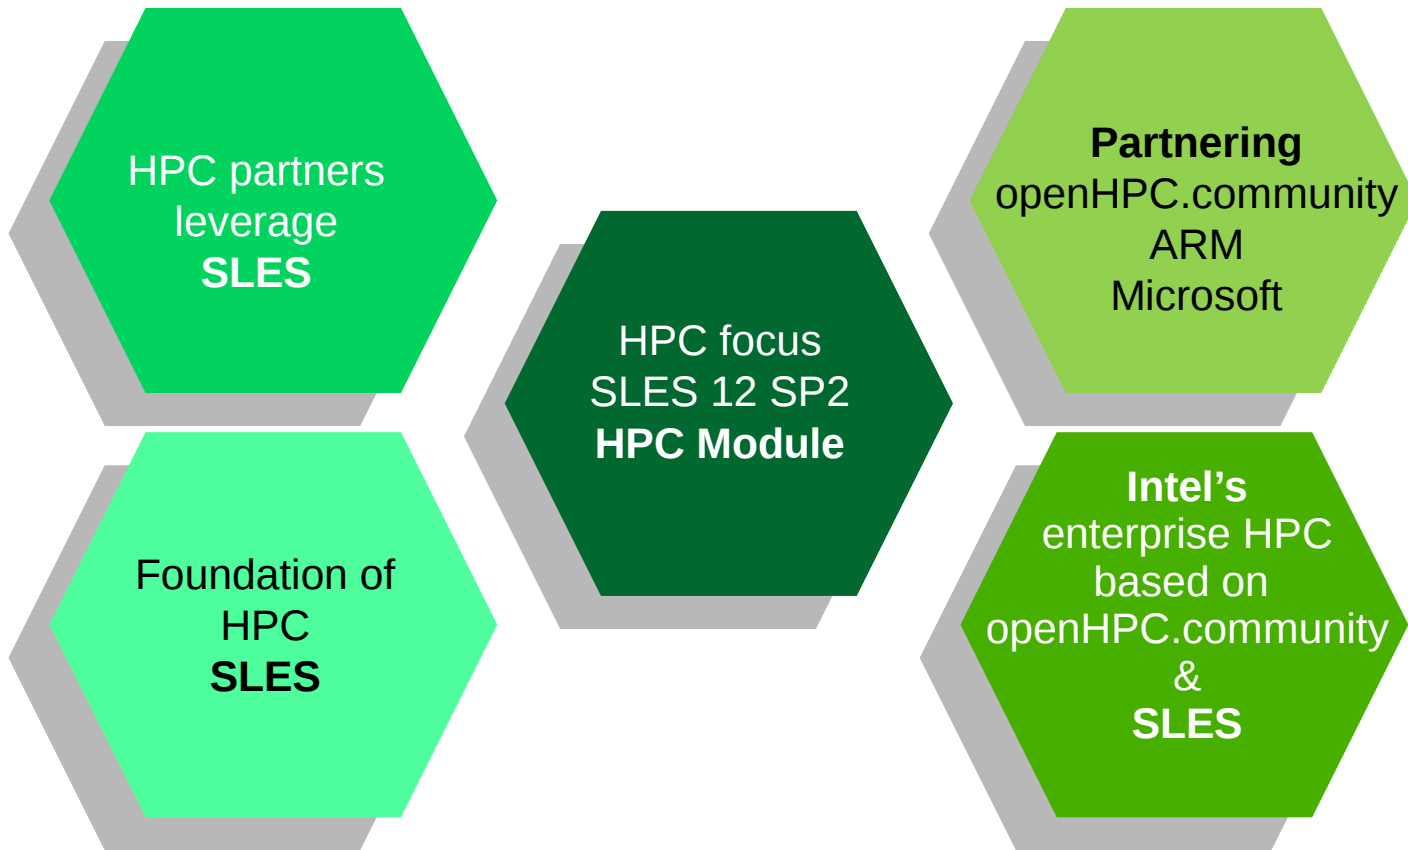 HPC partners
leverage
SLES
Foundation of
HPC
SLES
HPC focus
SLES 12 SP2
HPC Module
Partnering
openHPC.community
ARM
Microsoft
Intel’s
enterprise HPC
based on
openHPC.community
&
SLES